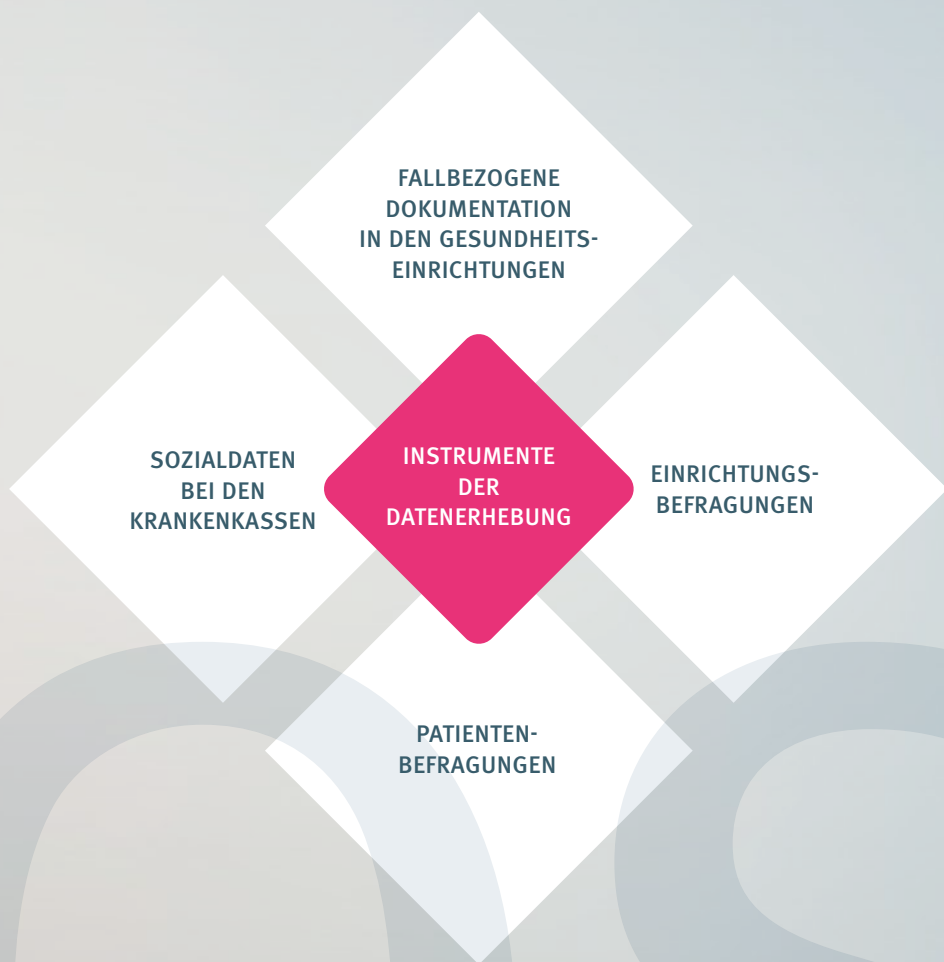 FALLBEZOGENE
DOKUMENTATION
IN DEN GESUNDHEITS-
EINRICHTUNGEN
SOZIALDATEN
BEI DEN
KRANKENKASSEN
INSTRUMENTE
DER
DATENERHEBUNG
EINRICHTUNGS-
BEFRAGUNGEN
PATIENTEN-
BEFRAGUNGEN